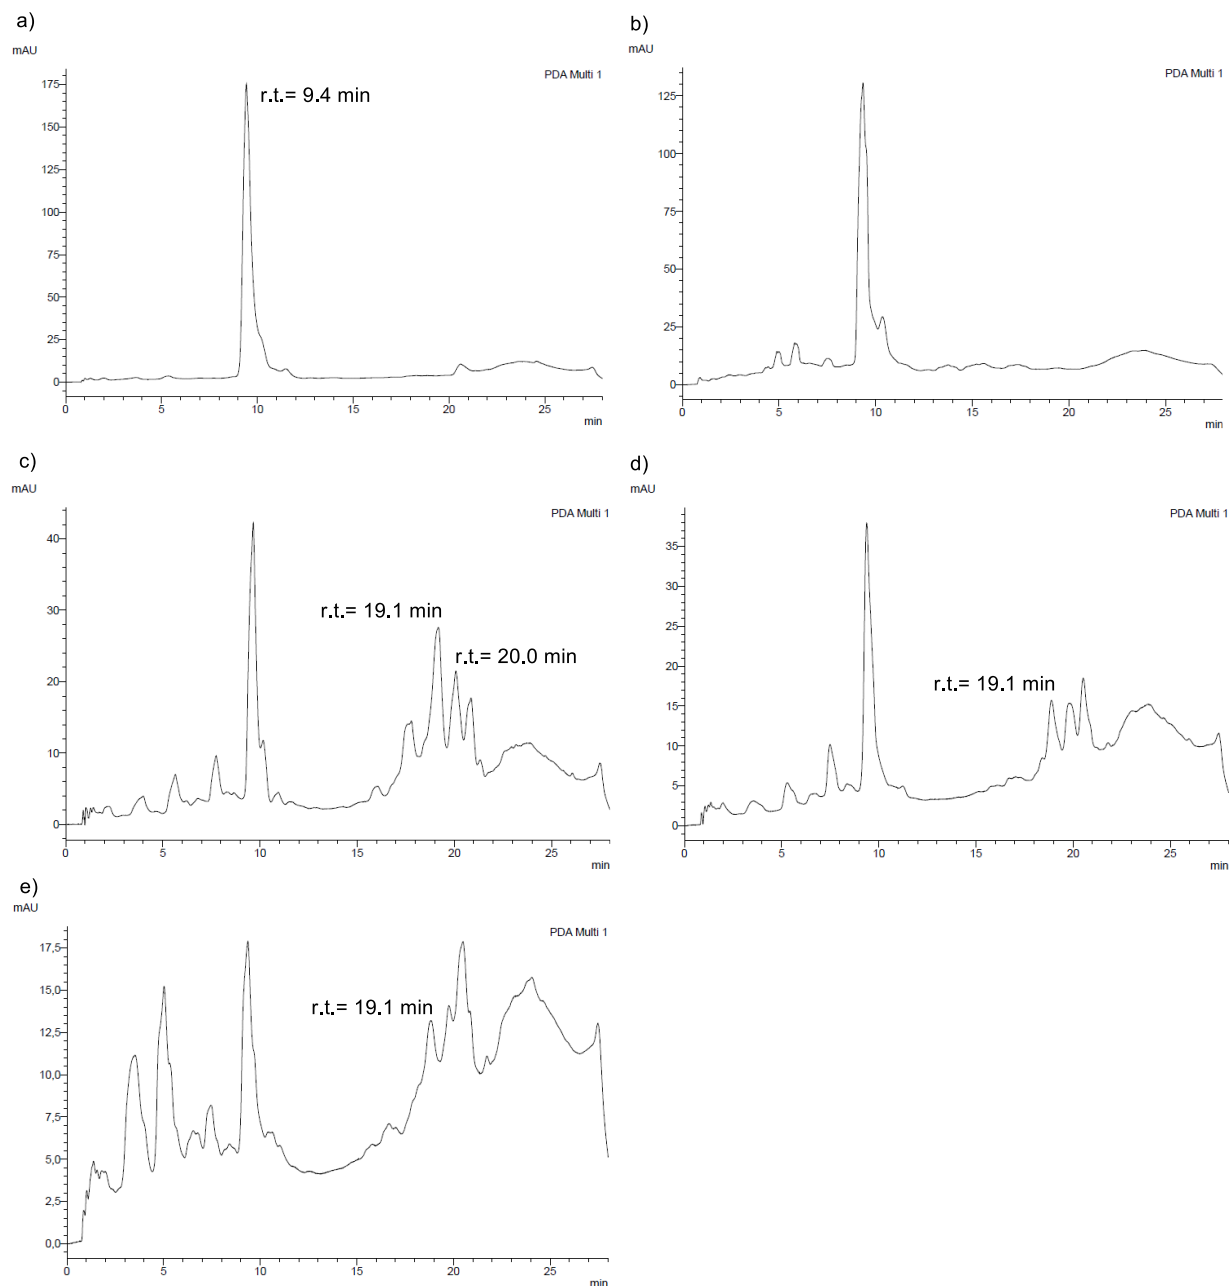 a)
mAU
PDA Multi 1
r.t.= 9.4 min
175
150
125
100
75
50
25
0
0 5 10 15 20 25
min
b)
mAU
PDA Multi 1
125
100
75
50
25
0
0 5 10 15 20 25
min
c)
mAU
PDA Multi 1
40
30
20
10
0
r.t.= 19.1 min
r.t.= 20.0 min
0 5 10 15 20 25
min
d)
mAU
PDA Multi 1
35
30
25
20
15
10
5
0
r.t.= 19.1 min
0 5 10 15 20 25
min
e)
mAU
PDA Multi 1
17,5
15,0
12,5
10,0
7,5
5,0
2,5
0,0
r.t.= 19.1 min
0 5 10 15 20 25
min